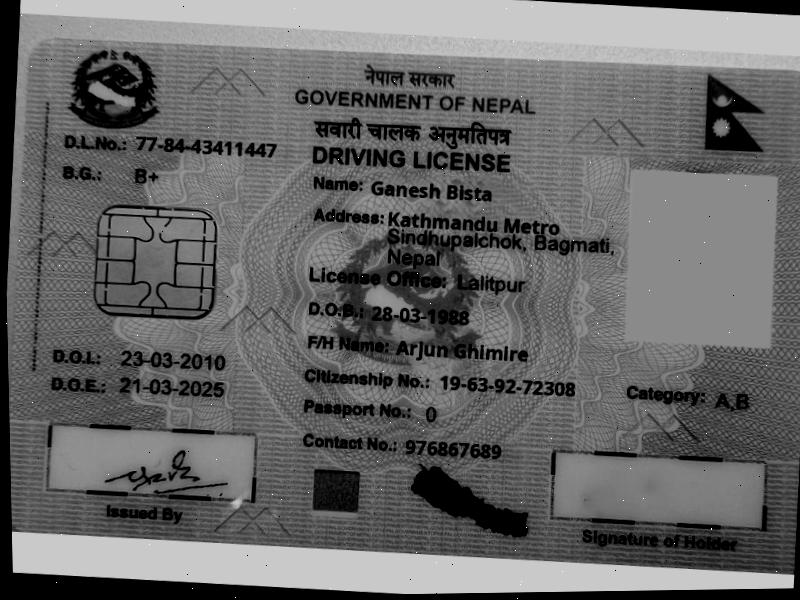 नेपाल सरकार
GOVERNMENT OF NEPAL
सवारी चालक अनुमतिपत्र
DRIVING LICENSE
D.L.No.: 77-84-43411447
B.G.: B+
Name: Ganesh Bista
Address: Kathmandu Metro
Sindhupalchok, Bagmati,
Nepal
License Office: Lalitpur
D.O.B.: 28-03-1988
F/H Name: Arjun Ghimire
D.O.I.: 23-03-2010
D.O.E.: 21-03-2025
Citizenship No.: 19-63-92-72308
Category: A,B
Passport No.: 0
Contact No.: 976867689
Issued By
Signature of Holder